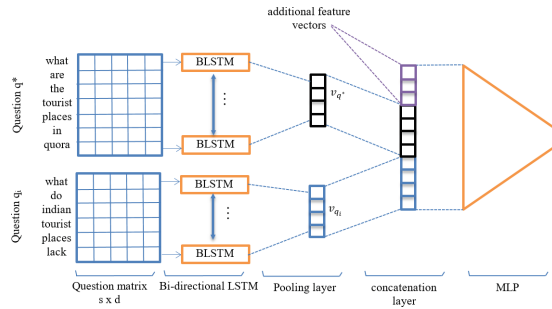 additional feature
vectors
Question q*
what
are
the
tourist
places
in
quora
BLSTM
⋮
BLSTM
v_q*
Question q_i
what
do
indian
tourist
places
lack
BLSTM
⋮
BLSTM
v_q_i
Question matrix
s x d
Bi-directional LSTM
Pooling layer
concatenation
layer
MLP